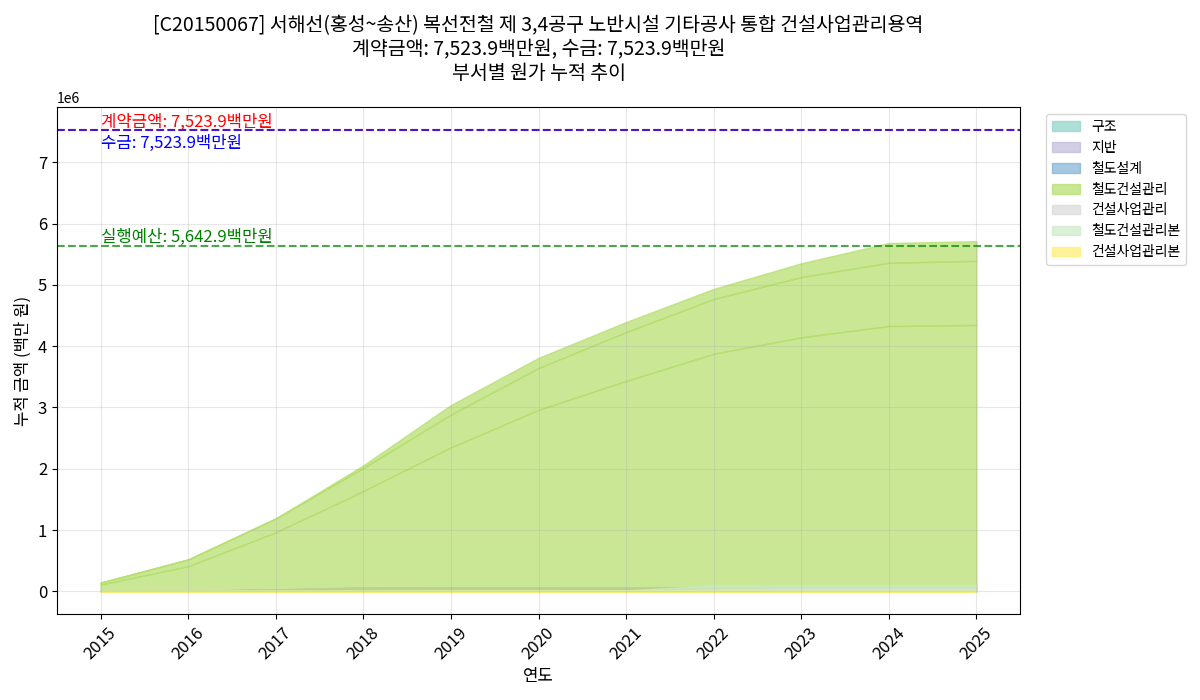 [C20150067] 서해선(홍성~송산) 복선전철 제 3,4공구 노반시설 기타공사 통합 건설사업관리용역
계약금액: 7,523.9백만원, 수금: 7,523.9백만원
부서별 원가 누적 추이
1e6
계약금액: 7,523.9백만원
수금: 7,523.9백만원
실행예산: 5,642.9백만원
7
6
5
4
3
2
1
0
누적 금액 (백만 원)
2015
2016
2017
2018
2019
2020
2021
2022
2023
2024
2025
연도
구조
지반
철도설계
철도건설관리
건설사업관리
철도건설관리본
건설사업관리본